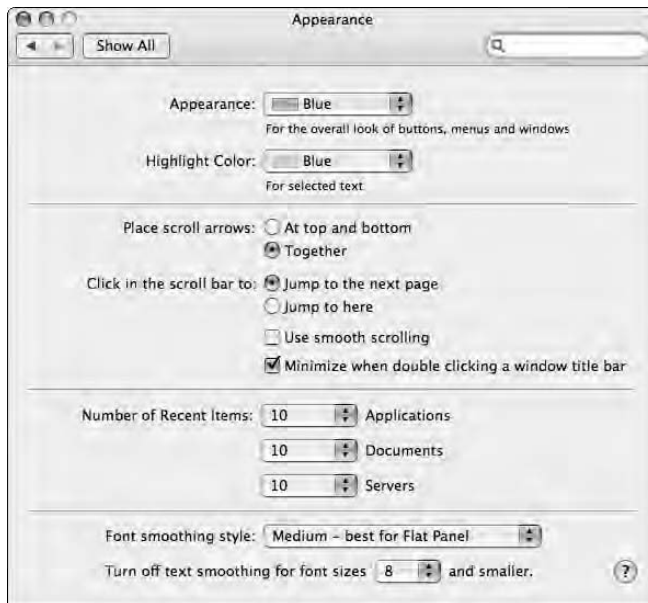 Appearance
Show All
Appearance: Blue
For the overall look of buttons, menus and windows
Highlight Color: Blue
For selected text
Place scroll arrows: At top and bottom
Together
Click in the scroll bar to: Jump to the next page
Jump to here
Use smooth scrolling
Minimize when double clicking a window title bar
Number of Recent Items: 10 Applications
10 Documents
10 Servers
Font smoothing style: Medium – best for Flat Panel
Turn off text smoothing for font sizes 8 and smaller. ?